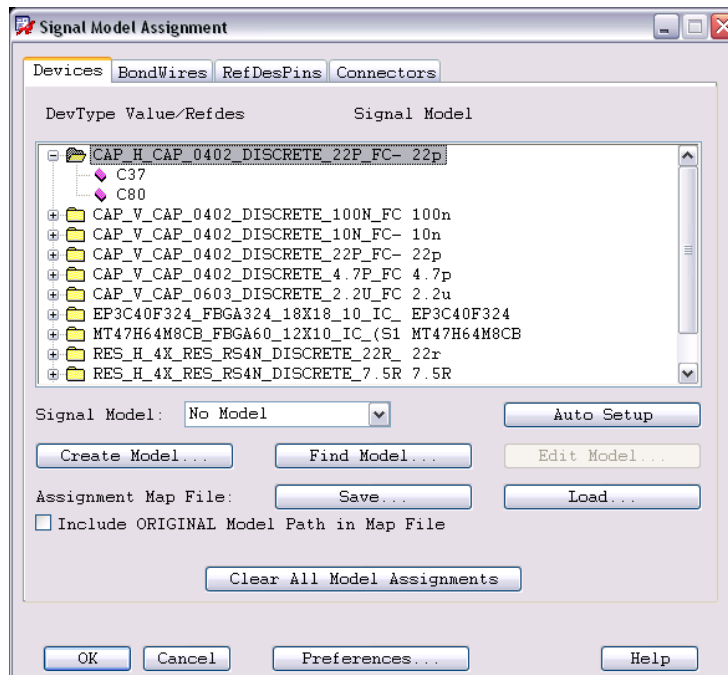 Signal Model Assignment
Devices BondWires RefDesPins Connectors
DevType Value/Refdes Signal Model
CAP_H_CAP_0402_DISCRETE_22P_FC- 22p
C37
C80
CAP_V_CAP_0402_DISCRETE_100N_FC 100n
CAP_V_CAP_0402_DISCRETE_10N_FC- 10n
CAP_V_CAP_0402_DISCRETE_22P_FC- 22p
CAP_V_CAP_0402_DISCRETE_4.7P_FC 4.7p
CAP_V_CAP_0603_DISCRETE_2.2U_FC 2.2u
EP3C40F324_FBGA324_18X18_10_IC_ EP3C40F324
MT47H64M8CB_FBGA60_12X10_IC_(S1 MT47H64M8CB
RES_H_4X_RES_RS4N_DISCRETE_22R_ 22r
RES_H_4X_RES_RS4N_DISCRETE_7.5R 7.5R
Signal Model: No Model Auto Setup
Create Model... Find Model... Edit Model...
Assignment Map File: Save... Load...
Include ORIGINAL Model Path in Map File
Clear All Model Assignments
OK Cancel Preferences... Help